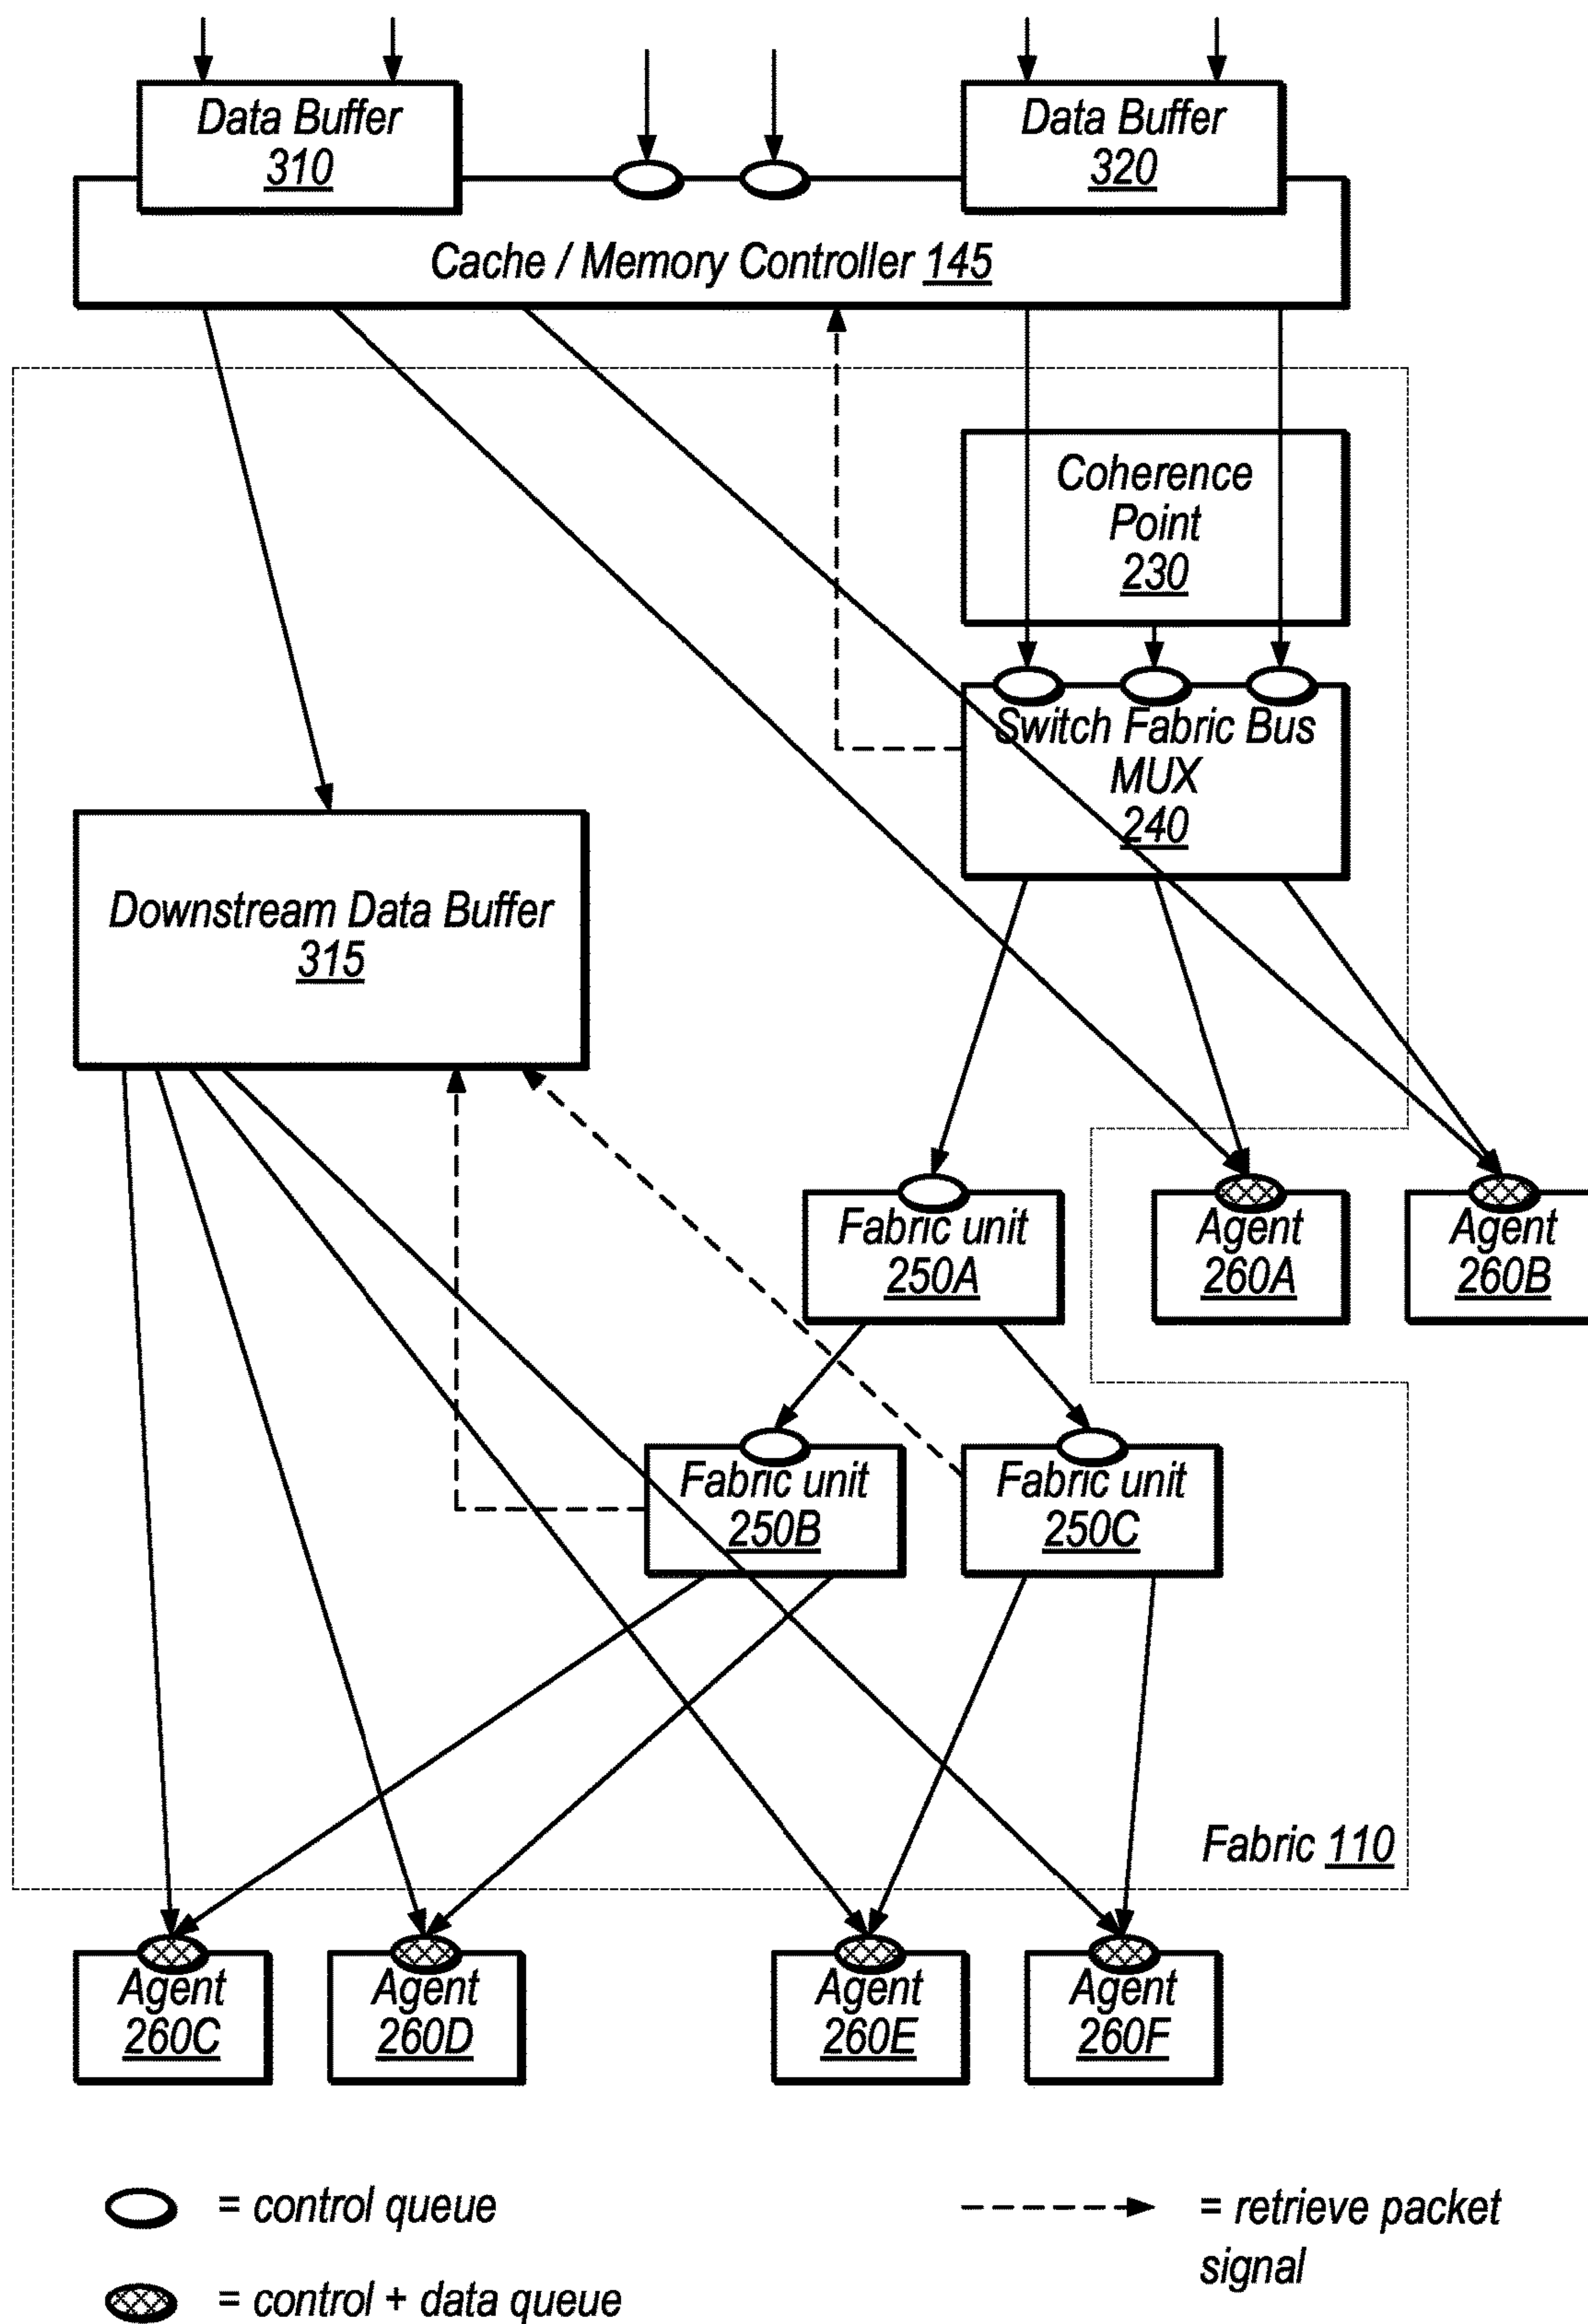 Data Buffer
310
Data Buffer
320
Cache / Memory Controller 145
Coherence
Point
230
Switch Fabric Bus
MUX
240
Downstream Data Buffer
315
Fabric unit
250A
Agent
260A
Agent
260B
Fabric unit
250B
Fabric unit
250C
Fabric 110
Agent
260C
Agent
260D
Agent
260E
Agent
260F
= control queue
= retrieve packet
signal
= control + data queue